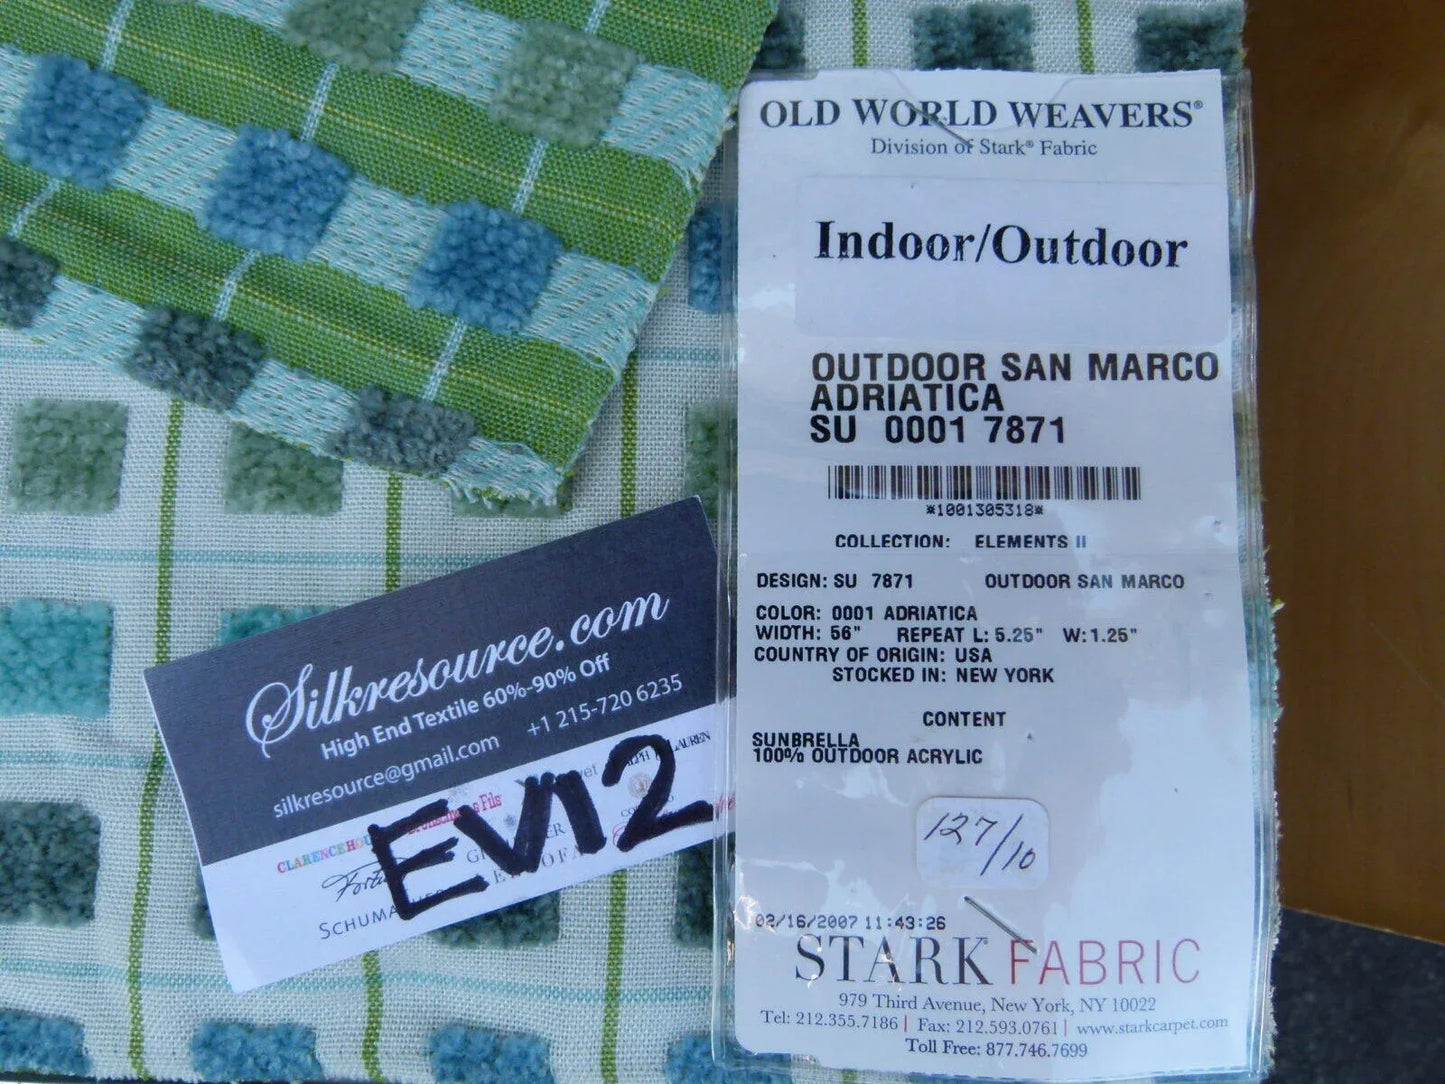 OLD WORLD WEAVERS®
Division of Stark® Fabric
Indoor/Outdoor
OUTDOOR SAN MARCO
ADRIATICA
SU 0001 7871
*1001305318*
COLLECTION: ELEMENTS II
DESIGN: SU 7871 OUTDOOR SAN MARCO
COLOR: 0001 ADRIATICA
WIDTH: 56" REPEAT L: 5.25" W: 1.25"
COUNTRY OF ORIGIN: USA
STOCKED IN: NEW YORK
CONTENT
SUNBRELLA
100% OUTDOOR ACRYLIC
127/10
02/16/2007 11:43:26
STARK FABRIC
979 Third Avenue, New York, NY 10022
Tel: 212.355.7186 | Fax: 212.593.0761 | www.starkcarpet.com
Toll Free: 877.746.7699
Silkresource.com
High End Textile 60%-90% Off
+1 215-720 6235
silkresource@gmail.com
EV12